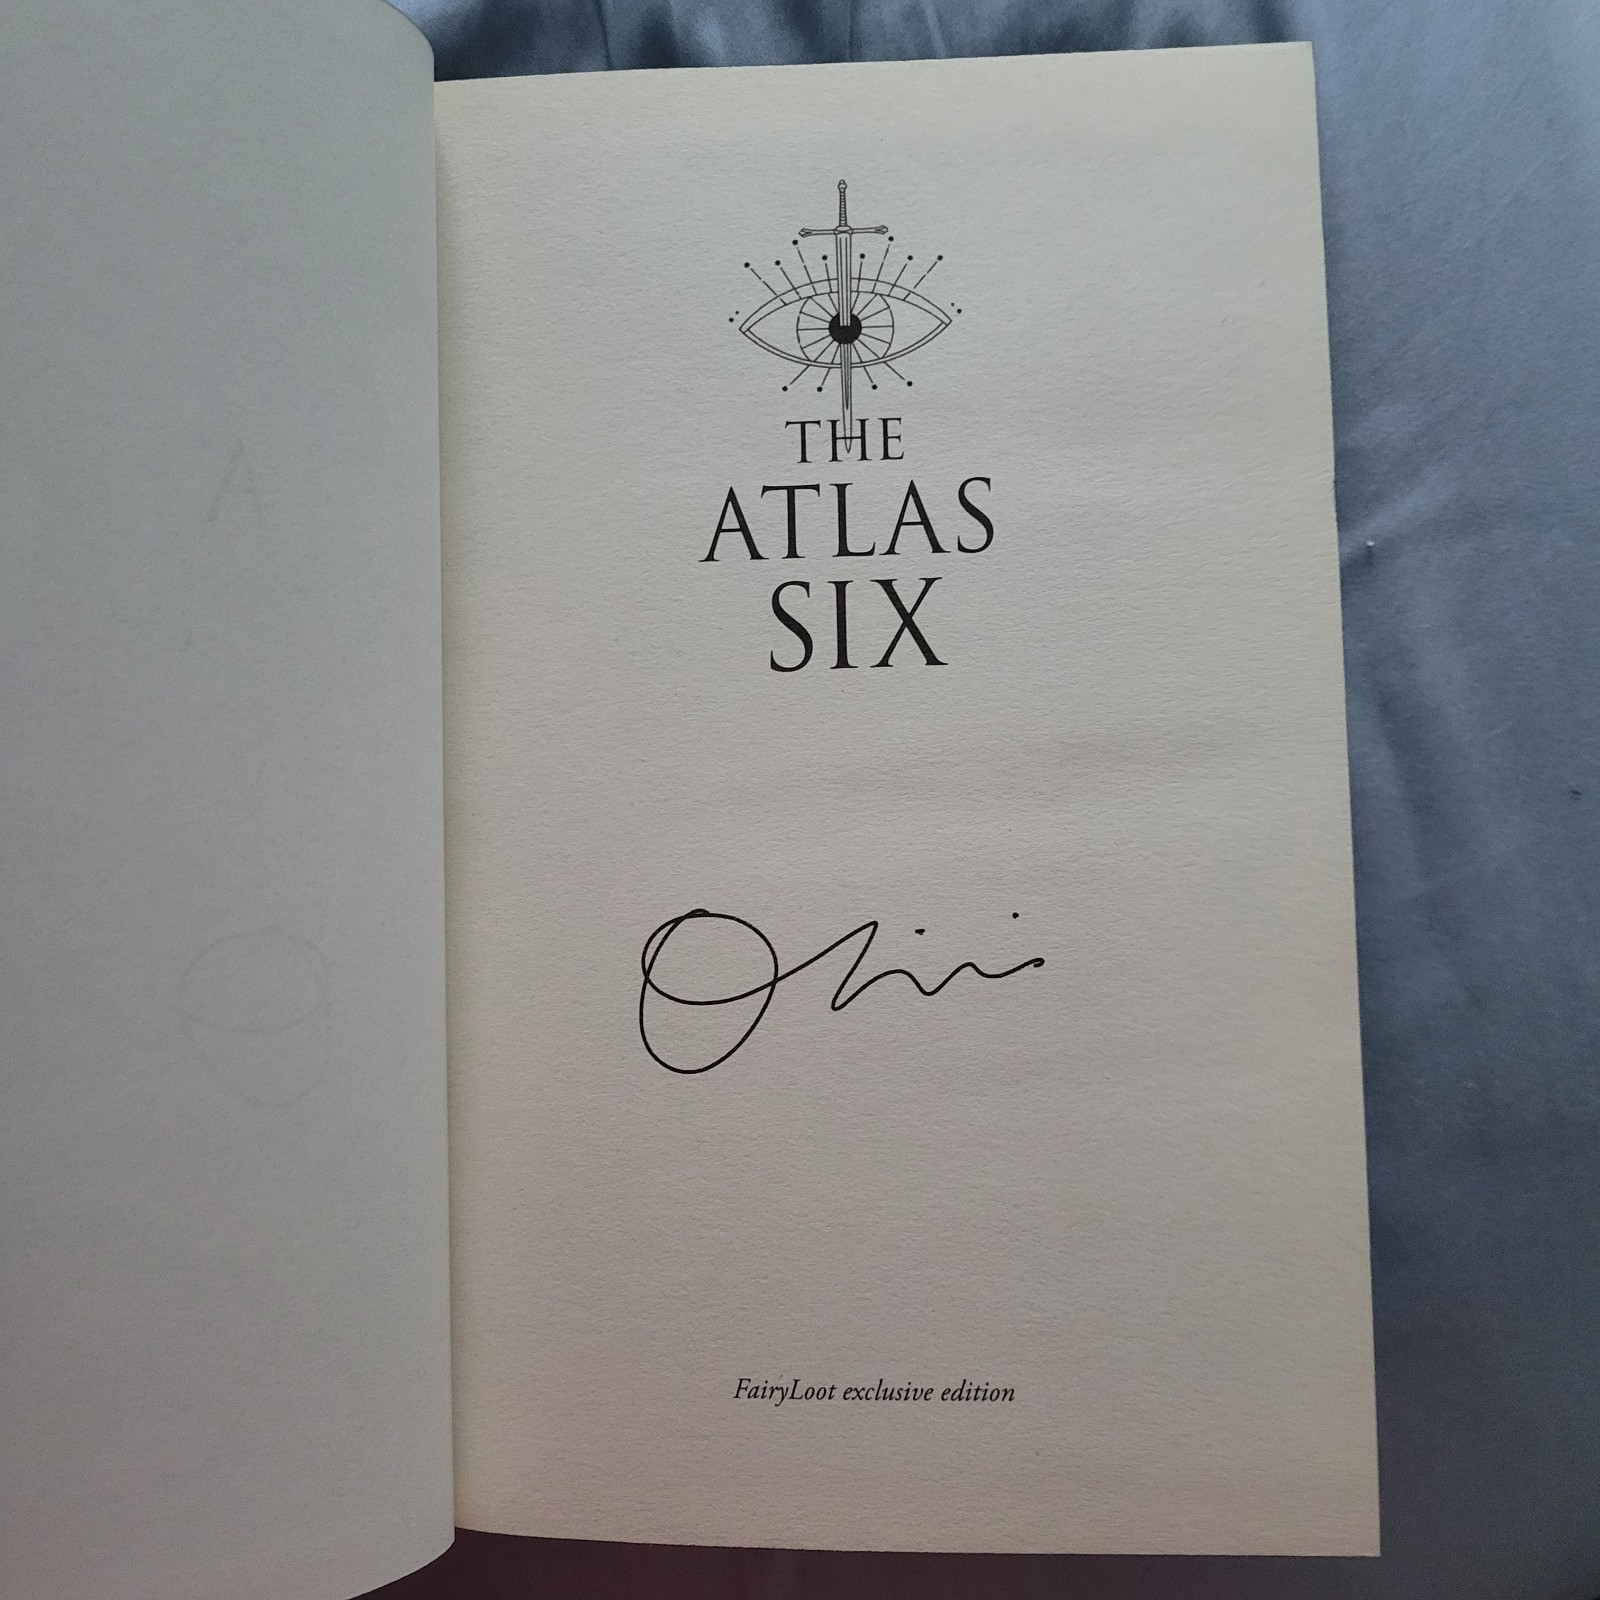 THE
ATLAS
SIX
FairyLoot exclusive edition